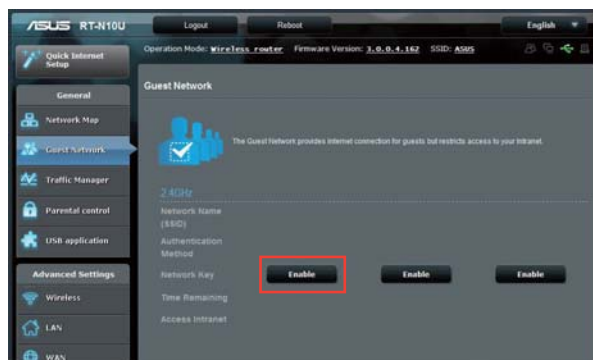 ASUS RT-N10U
Logout
Reboot
English
Quick Internet
Setup
Operation Mode: Wireless router Firmware Version: 3.0.0.4.162 SSID: ASUS
General
Network Map
Guest Network
Traffic Manager
Parental control
USB application
Advanced Settings
Wireless
LAN
WAN
Guest Network
The Guest Network provides Internet connection for guests but restricts access to your Intranet.
2.4GHz
Network Name
(SSID)
Authentication
Method
Network Key
Enable
Enable
Enable
Time Remaining
Access Intranet